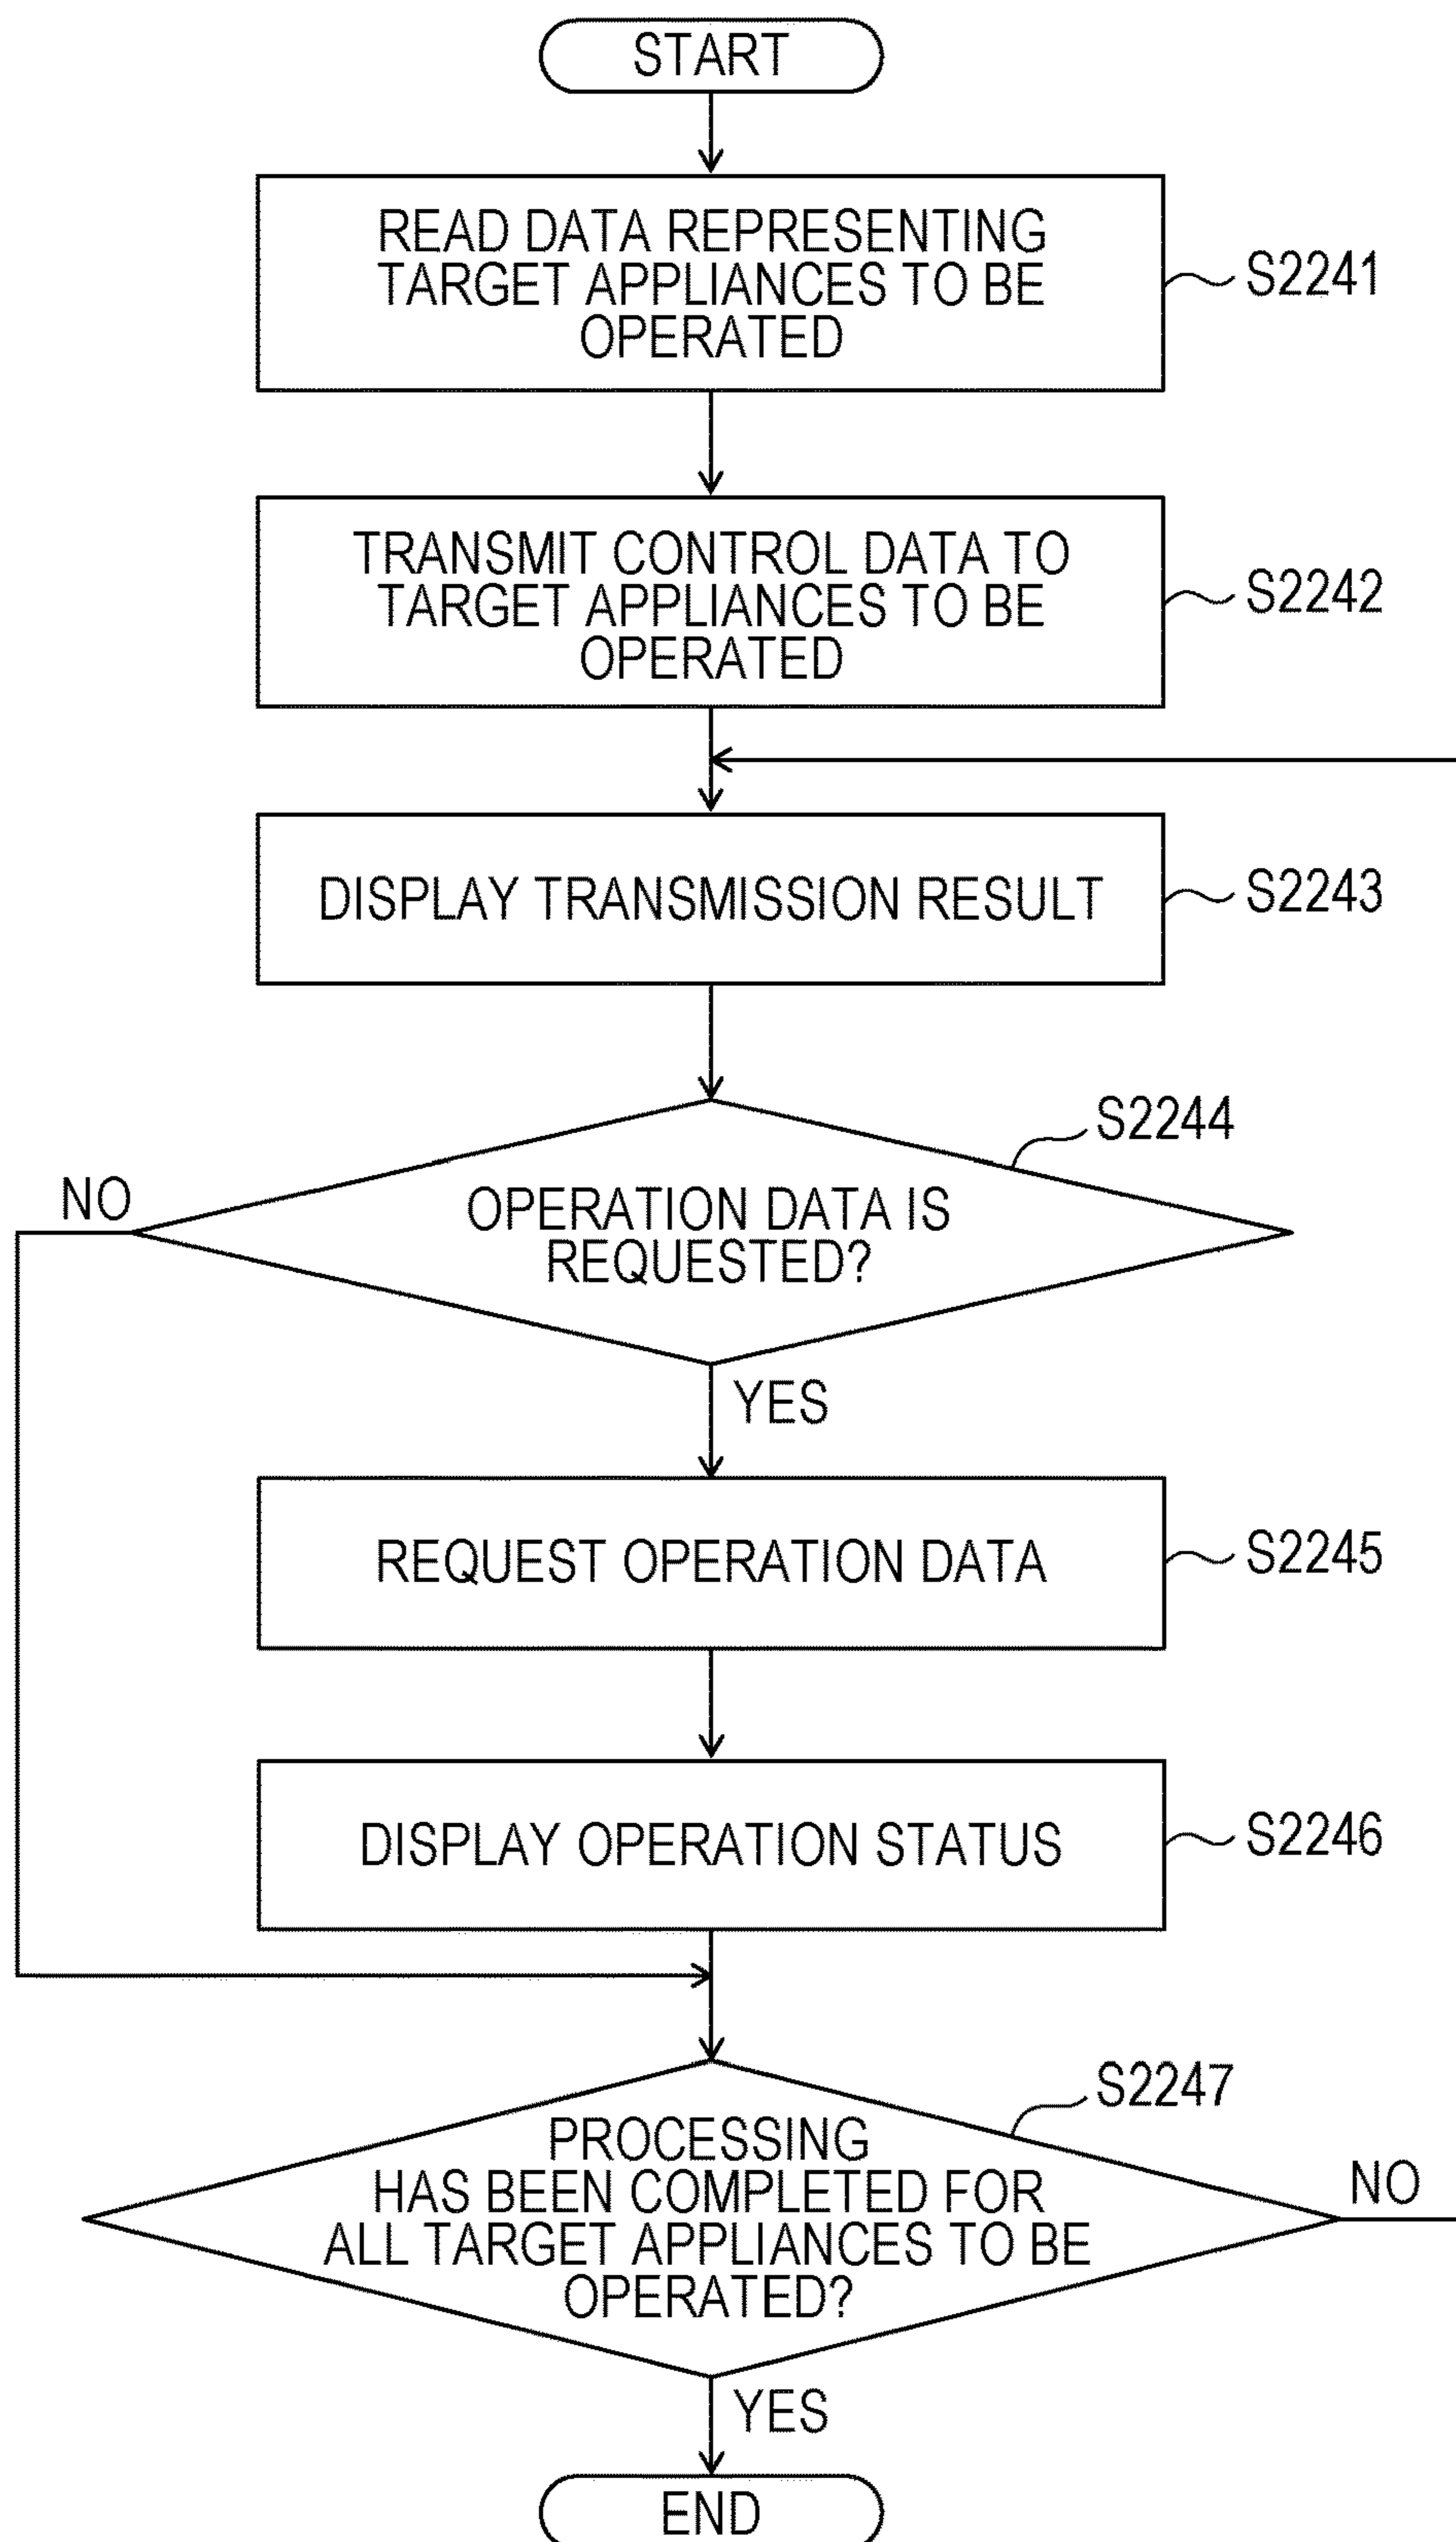 START
READ DATA REPRESENTING
TARGET APPLIANCES TO BE
OPERATED
S2241
TRANSMIT CONTROL DATA TO
TARGET APPLIANCES TO BE
OPERATED
S2242
DISPLAY TRANSMISSION RESULT
S2243
S2244
NO
OPERATION DATA IS
REQUESTED?
YES
REQUEST OPERATION DATA
S2245
DISPLAY OPERATION STATUS
S2246
S2247
PROCESSING
HAS BEEN COMPLETED FOR
ALL TARGET APPLIANCES TO BE
OPERATED?
NO
YES
END